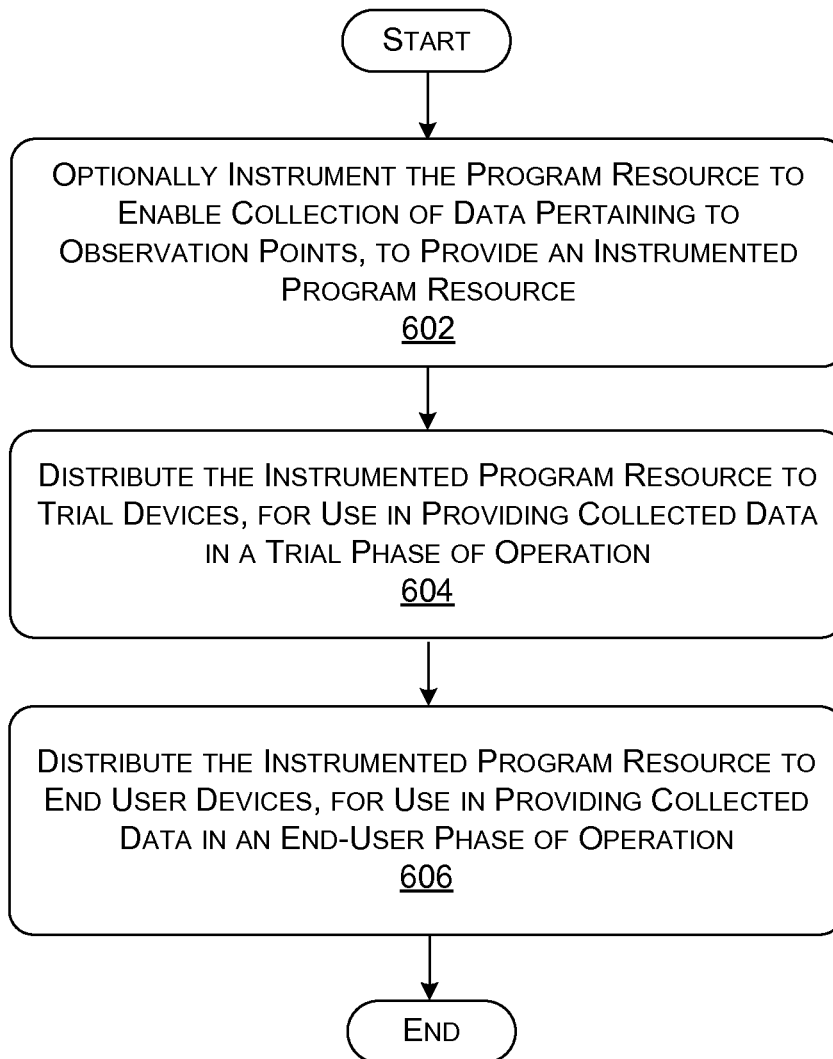 START
OPTIONALLY INSTRUMENT THE PROGRAM RESOURCE TO
ENABLE COLLECTION OF DATA PERTAINING TO
OBSERVATION POINTS, TO PROVIDE AN INSTRUMENTED
PROGRAM RESOURCE
602
DISTRIBUTE THE INSTRUMENTED PROGRAM RESOURCE TO
TRIAL DEVICES, FOR USE IN PROVIDING COLLECTED DATA
IN A TRIAL PHASE OF OPERATION
604
DISTRIBUTE THE INSTRUMENTED PROGRAM RESOURCE TO
END USER DEVICES, FOR USE IN PROVIDING COLLECTED
DATA IN AN END-USER PHASE OF OPERATION
606
END